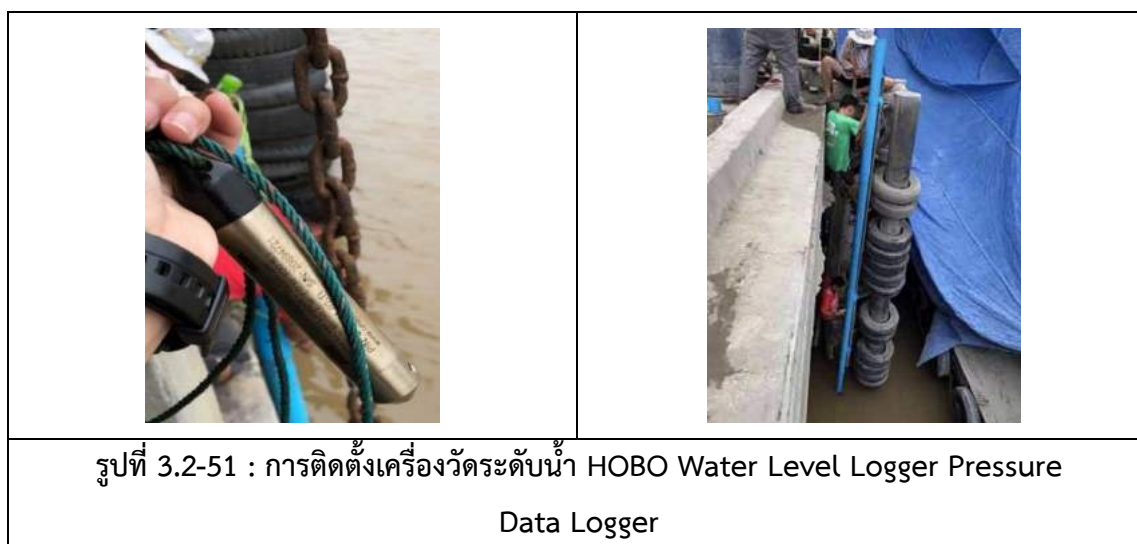 รูปที่ 3.2-51 : การติดตั้งเครื่องวัดระดับน้ำ HOBO Water Level Logger Pressure
Data Logger